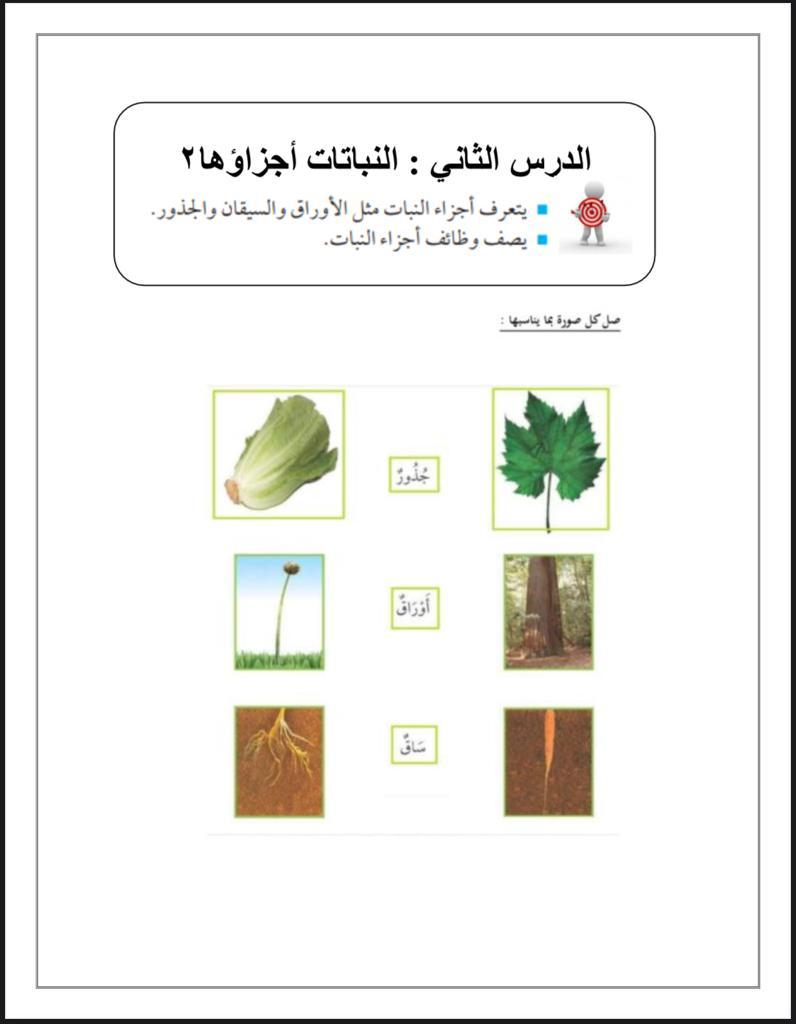 الدرس الثاني : النباتات أجزاؤها٢
يتعرف أجزاء النبات مثل الأوراق والسيقان والجذور.
يصف وظائف أجزاء النبات.
صل كل صورة بما يناسبها :
جُذُورٌ
أَوْرَاقٌ
سَاقٌ